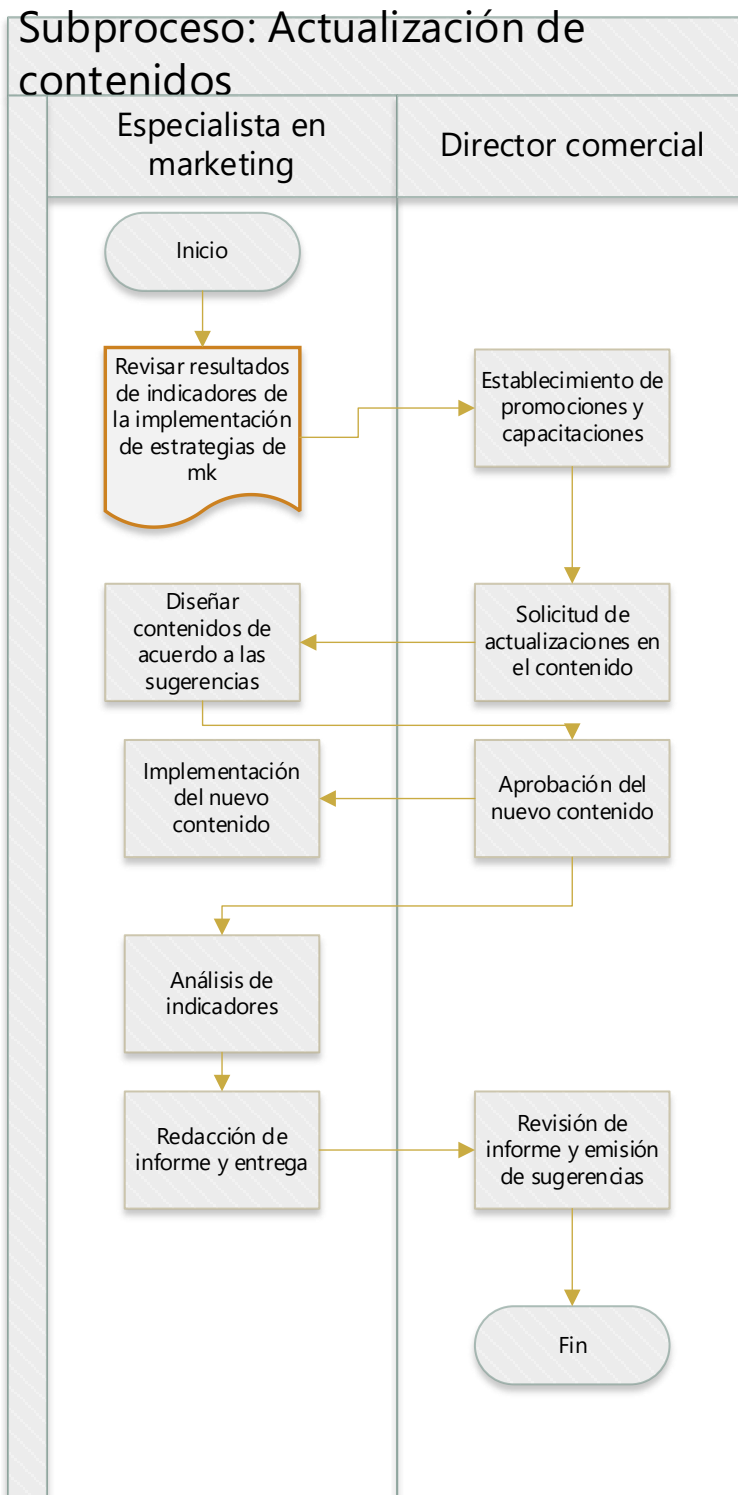 Subproceso: Actualización de
contenidos
Especialista en
marketing
Director comercial
Inicio
Revisar resultados
de indicadores de
la implementación
de estrategias de
mk
Establecimiento de
promociones y
capacitaciones
Diseñar
contenidos de
acuerdo a las
sugerencias
Solicitud de
actualizaciones en
el contenido
Implementación
del nuevo
contenido
Aprobación del
nuevo contenido
Análisis de
indicadores
Redacción de
informe y entrega
Revisión de
informe y emisión
de sugerencias
Fin